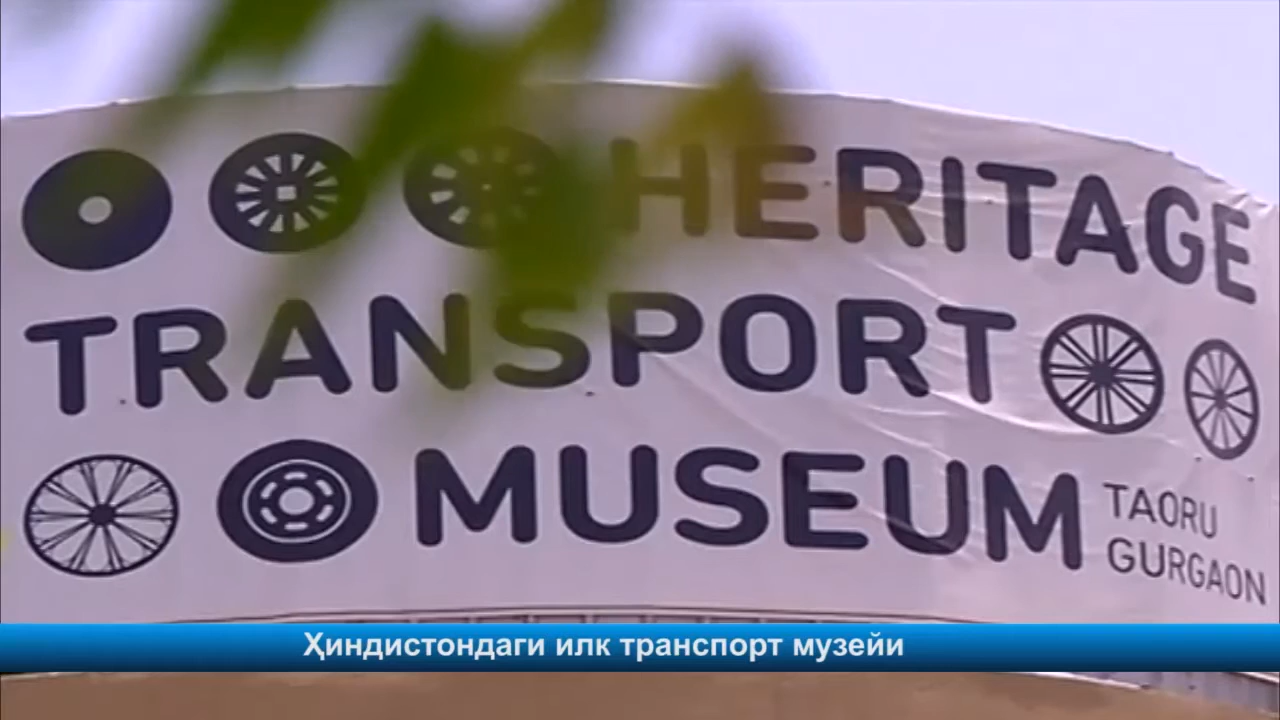 HERITAGE
TRANSPORT
MUSEUM
TAORU
GURGAON
Ҳиндистондаги илк транспорт музейи